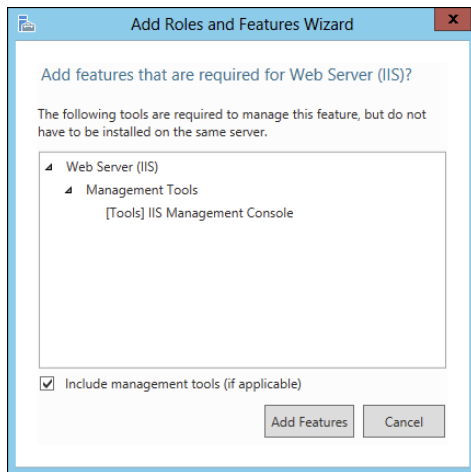 Add Roles and Features Wizard
x
Add features that are required for Web Server (IIS)?
The following tools are required to manage this feature, but do not
have to be installed on the same server.
Web Server (IIS)
Management Tools
[Tools] IIS Management Console
Include management tools (if applicable)
Add Features
Cancel